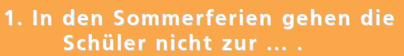 1. In den Sommerferien gehen die
Schüler nicht zur ... .